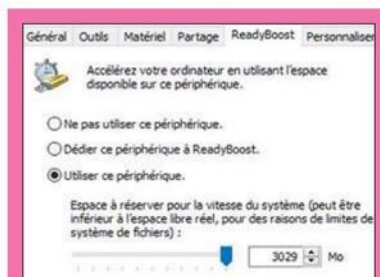 Général Outils Matériel Partage ReadyBoost Personnaliser
Accélérez votre ordinateur en utilisant l'espace
disponible sur ce périphérique.
Ne pas utiliser ce périphérique.
Dédier ce périphérique à ReadyBoost.
Utiliser ce périphérique.
Espace à réserver pour la vitesse du système (peut être
inférieur à l'espace libre réel, pour des raisons de limites de
système de fichiers) :
3029 Mo